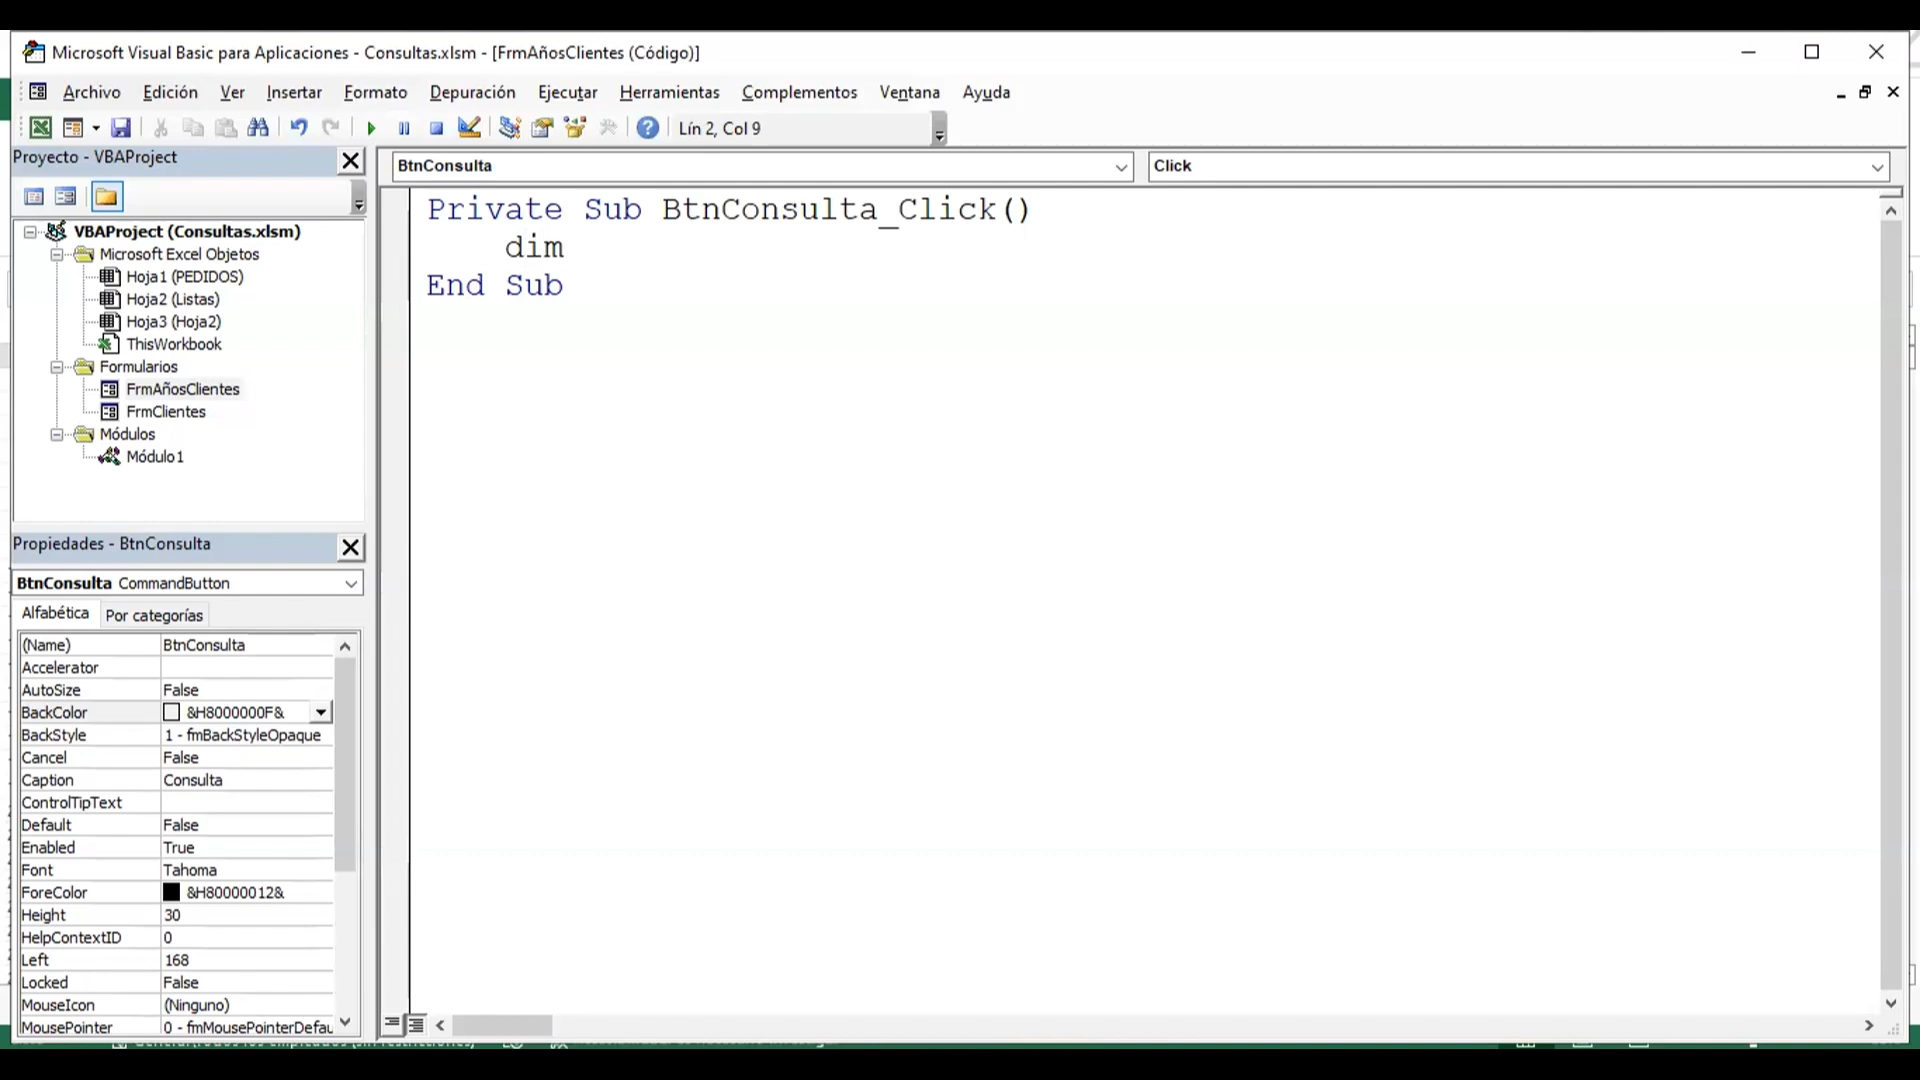 Microsoft Visual Basic para Aplicaciones - Consultas.xlsm - [FrmAñosClientes (Código)]
Archivo Edición Ver Insertar Formato Depuración Ejecutar Herramientas Complementos Ventana Ayuda
Lín 2, Col 9
Proyecto - VBAProject
VBAProject (Consultas.xlsm)
Microsoft Excel Objetos
Hoja1 (PEDIDOS)
Hoja2 (Listas)
Hoja3 (Hoja2)
ThisWorkbook
Formularios
FrmAñosClientes
FrmClientes
Módulos
Módulo1
Propiedades - BtnConsulta
BtnConsulta CommandButton
Alfabética Por categorías
(Name) BtnConsulta
Accelerator
AutoSize False
BackColor &H8000000F&
BackStyle 1 - fmBackStyleOpaque
Cancel False
Caption Consulta
ControlTipText
Default False
Enabled True
Font Tahoma
ForeColor &H80000012&
Height 30
HelpContextID 0
Left 168
Locked False
MouseIcon (Ninguno)
MousePointer 0 - fmMousePointerDefau
BtnConsulta Click
Private Sub BtnConsulta_Click()
dim
End Sub